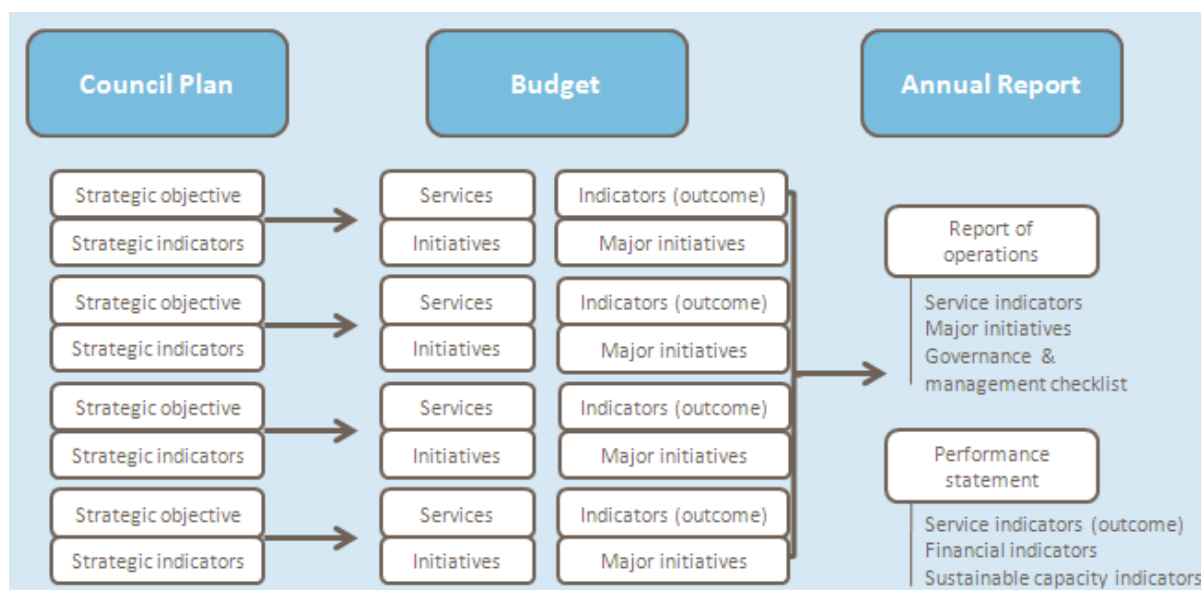 Council Plan
Budget
Annual Report
Strategic objective
Strategic indicators
Services
Initiatives
Indicators (outcome)
Major initiatives
Strategic objective
Strategic indicators
Services
Initiatives
Indicators (outcome)
Major initiatives
Strategic objective
Strategic indicators
Services
Initiatives
Indicators (outcome)
Major initiatives
Strategic objective
Strategic indicators
Services
Initiatives
Indicators (outcome)
Major initiatives
Report of
operations
Service indicators
Major initiatives
Governance &
management checklist
Performance
statement
Service indicators (outcome)
Financial indicators
Sustainable capacity indicators